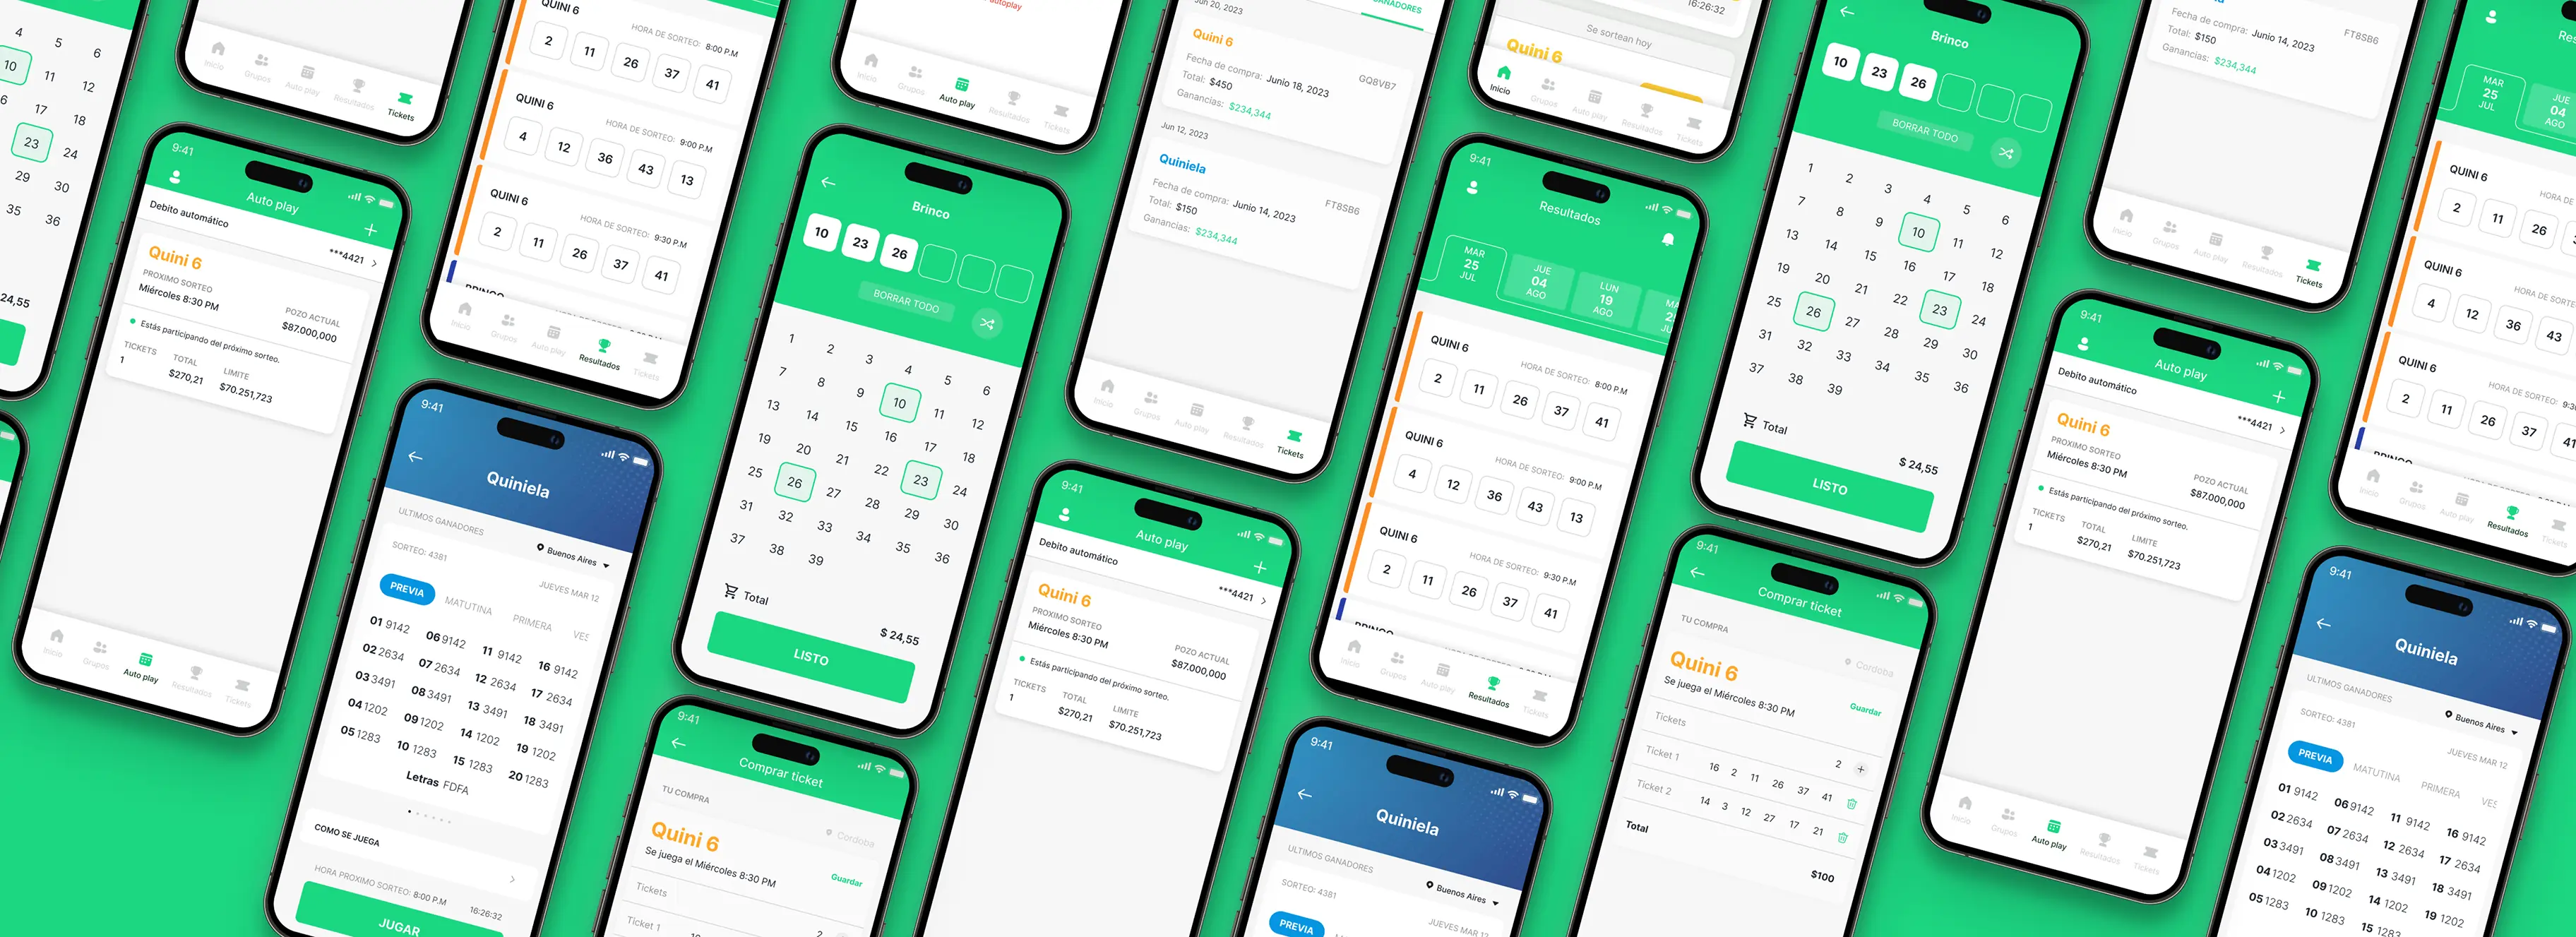 4 5 6
10 11 12
6 17 18
23 24
29 30
35 36
24,55
Inicio
Grupos
Auto play
Resultados
Tickets
9:41
Auto play
Debito automático
***4421
Quini 6
PROXIMO SORTEO
Miércoles 8:30 PM
POZO ACTUAL
$87.000,000
Estás participando del próximo sorteo.
TICKETS TOTAL LIMITE
1 $270,21 $70.251,723
Inicio
Grupos
Auto play
Resultados
Tickets
QUINI 6
HORA DE SORTEO: 8:00 P.M
2 11 26 37 41
QUINI 6
HORA DE SORTEO: 9:00 P.M
4 12 36 43 13
QUINI 6
HORA DE SORTEO: 9:30 P.M
2 11 26 37 41
BRINCO
Inicio
Grupos
Auto play
Resultados
Tickets
9:41
Quiniela
ULTIMOS GANADORES
Buenos Aires
SORTEO: 4381
JUEVES MAR 12
PREVIA
MATUTINA
PRIMERA
VES
01 9142 06 9142 11 9142 16 9142
02 2634 07 2634 12 2634 17 2634
03 3491 08 3491 13 3491 18 3491
04 1202 09 1202 14 1202 19 1202
05 1283 10 1283 15 1283 20 1283
Letras FDFA
COMO SE JUEGA
HORA PROXIMO SORTEO: 8:00 P.M
16:26:32
JUGAR
autoplay
Inicio
Grupos
Auto play
Resultados
Tickets
Brinco
10 23 26
BORRAR TODO
1 2 3 4 5 6
7 8 9 10 11 12
13 14 15 16 17 18
19 20 21 22 23 24
25 26 27 28 29 30
31 32 33 34 35 36
37 38 39
Total
$ 24,55
LISTO
9:41
Comprar ticket
TU COMPRA
Cordoba
Quini 6
Se juega el Miércoles 8:30 PM
Guardar
Tickets
2
Ticket 1
GANADORES
Jun 20, 2023
Quini 6
Fecha de compra: Junio 18, 2023
GQ8VB7
Total: $450
Ganancias: $234,344
Jun 12, 2023
Quiniela
Fecha de compra: Junio 14, 2023
FT8SB6
Total: $150
Ganancias: $234,344
Inicio
Grupos
Auto play
Resultados
Tickets
9:41
Auto play
Debito automático
***4421
Quini 6
PROXIMO SORTEO
Miércoles 8:30 PM
POZO ACTUAL
$87.000,000
Estás participando del próximo sorteo.
TICKETS TOTAL LIMITE
1 $270,21 $70.251,723
16:26:32
Se sortean hoy
Quini 6
Inicio
Grupos
Auto play
Resultados
Tickets
9:41
Resultados
MAR 25 JUL
JUE 04 AGO
LUN 19 AGO
QUINI 6
HORA DE SORTEO: 8:00 P.M
2 11 26 37 41
QUINI 6
HORA DE SORTEO: 9:00 P.M
4 12 36 43 13
QUINI 6
HORA DE SORTEO: 9:30 P.M
2 11 26 37 41
BRINCO
Inicio
Grupos
Auto play
Resultados
Tickets
9:41
Quiniela
ULTIMOS GANADORES
Buenos Aires
SORTEO: 4381
JUEVES MAR 12
PREVIA
Brinco
10 23 26
BORRAR TODO
1 2 3 4 5 6
7 8 9 10 11 12
13 14 15 16 17 18
19 20 21 22 23 24
25 26 27 28 29 30
31 32 33 34 35 36
37 38 39
Total
$ 24,55
LISTO
9:41
Comprar ticket
TU COMPRA
Cordoba
Quini 6
Se juega el Miércoles 8:30 PM
Guardar
Tickets
2
Ticket 1 16 2 11 26 37 41
Ticket 2 14 3 12 27 17 21
Total
$100
Fecha de compra: Junio 14, 2023
FT8SB6
Total: $150
Ganancias: $234,344
Inicio
Grupos
Auto play
Resultados
Tickets
9:41
Auto play
Debito automático
***4421
Quini 6
PROXIMO SORTEO
Miércoles 8:30 PM
POZO ACTUAL
$87.000,000
Estás participando del próximo sorteo.
TICKETS TOTAL LIMITE
1 $270,21 $70.251,723
Inicio
Grupos
Auto play
Resultados
Tickets
MAR 25 JUL
JUE 04 AGO
QUINI 6
2 11 26
QUINI 6
HORA DE SORTEO:
4 12 36 43
QUINI 6
2 11 26 37 41
BRINCO
Inicio
Grupos
Auto play
Resultados
Tickets
9:41
Quiniela
ULTIMOS GANADORES
Buenos Aires
SORTEO: 4381
JUEVES MAR 12
PREVIA
MATUTINA
PRIMERA
VES
01 9142 06 9142 11 9142 16 9142
02 2634 07 2634 12 2634 17 2634
03 3491 08 3491 13 3491 18 3491
04 1202 09 1202 14 1202 19 1202
05 1283 10 1283 15 1283